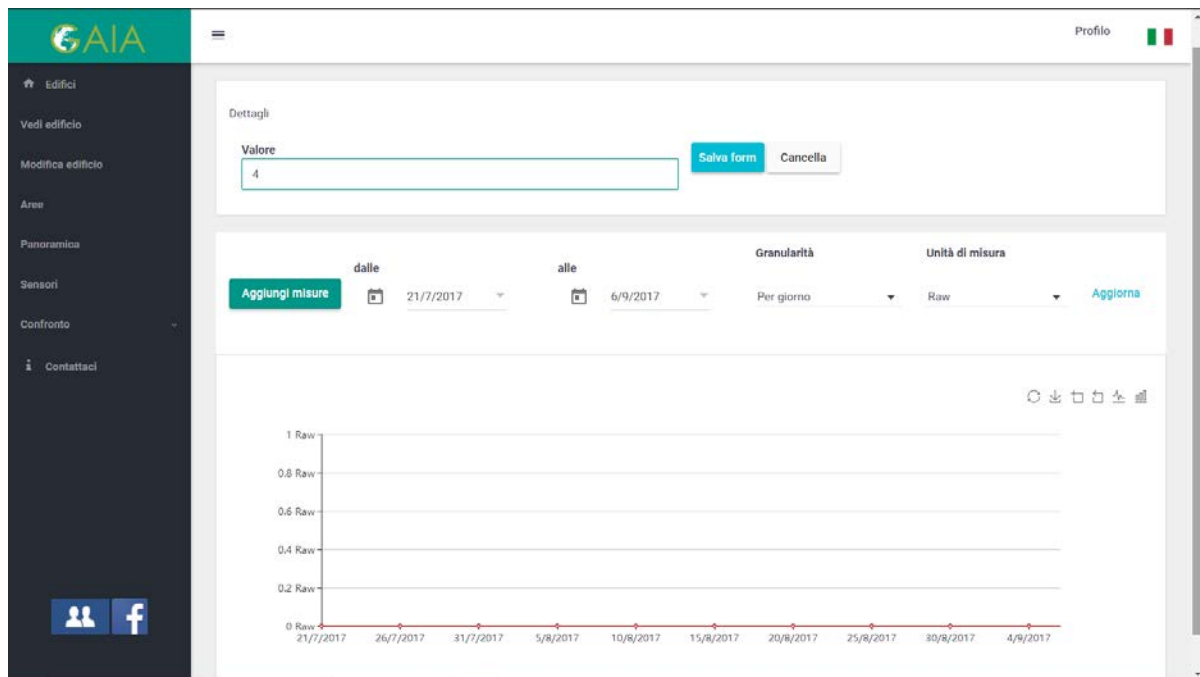 GAIA
Profilo
Edifici
Vedi edificio
Modifica edificio
Aree
Panoramica
Sensori
Confronto
Contattaci
Dettagli
Valore
4
Salva form
Cancella
Granularità
Unità di misura
dalle
alle
Aggiungi misure
21/7/2017
6/9/2017
Per giorno
Raw
Aggiorna
1 Raw
0.8 Raw
0.6 Raw
0.4 Raw
0.2 Raw
0 Raw
21/7/2017 26/7/2017 31/7/2017 5/8/2017 10/8/2017 15/8/2017 20/8/2017 25/8/2017 30/8/2017 4/9/2017